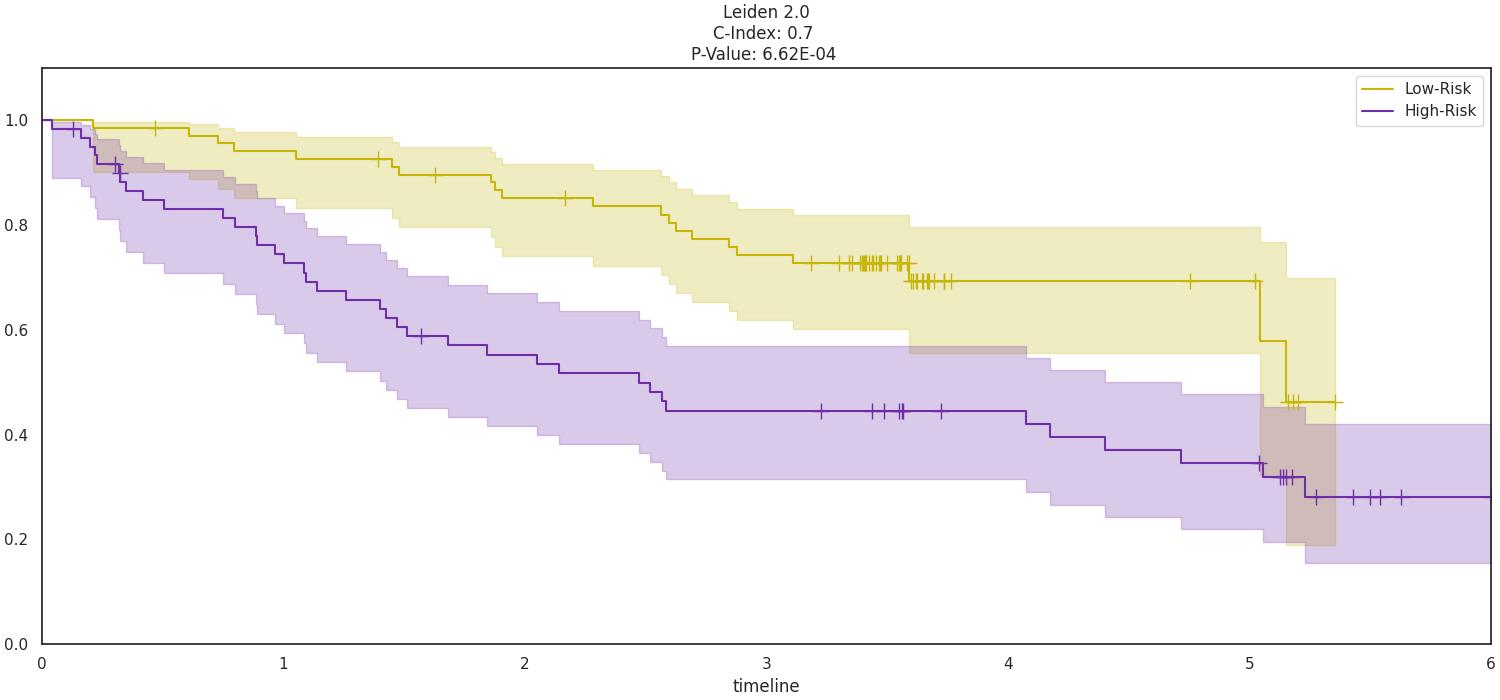 Leiden 2.0
C-Index: 0.7
P-Value: 6.62E-04
Low-Risk
High-Risk
1.0
0.8
0.6
0.4
0.2
0.0
0 1 2 3 4 5 6
timeline